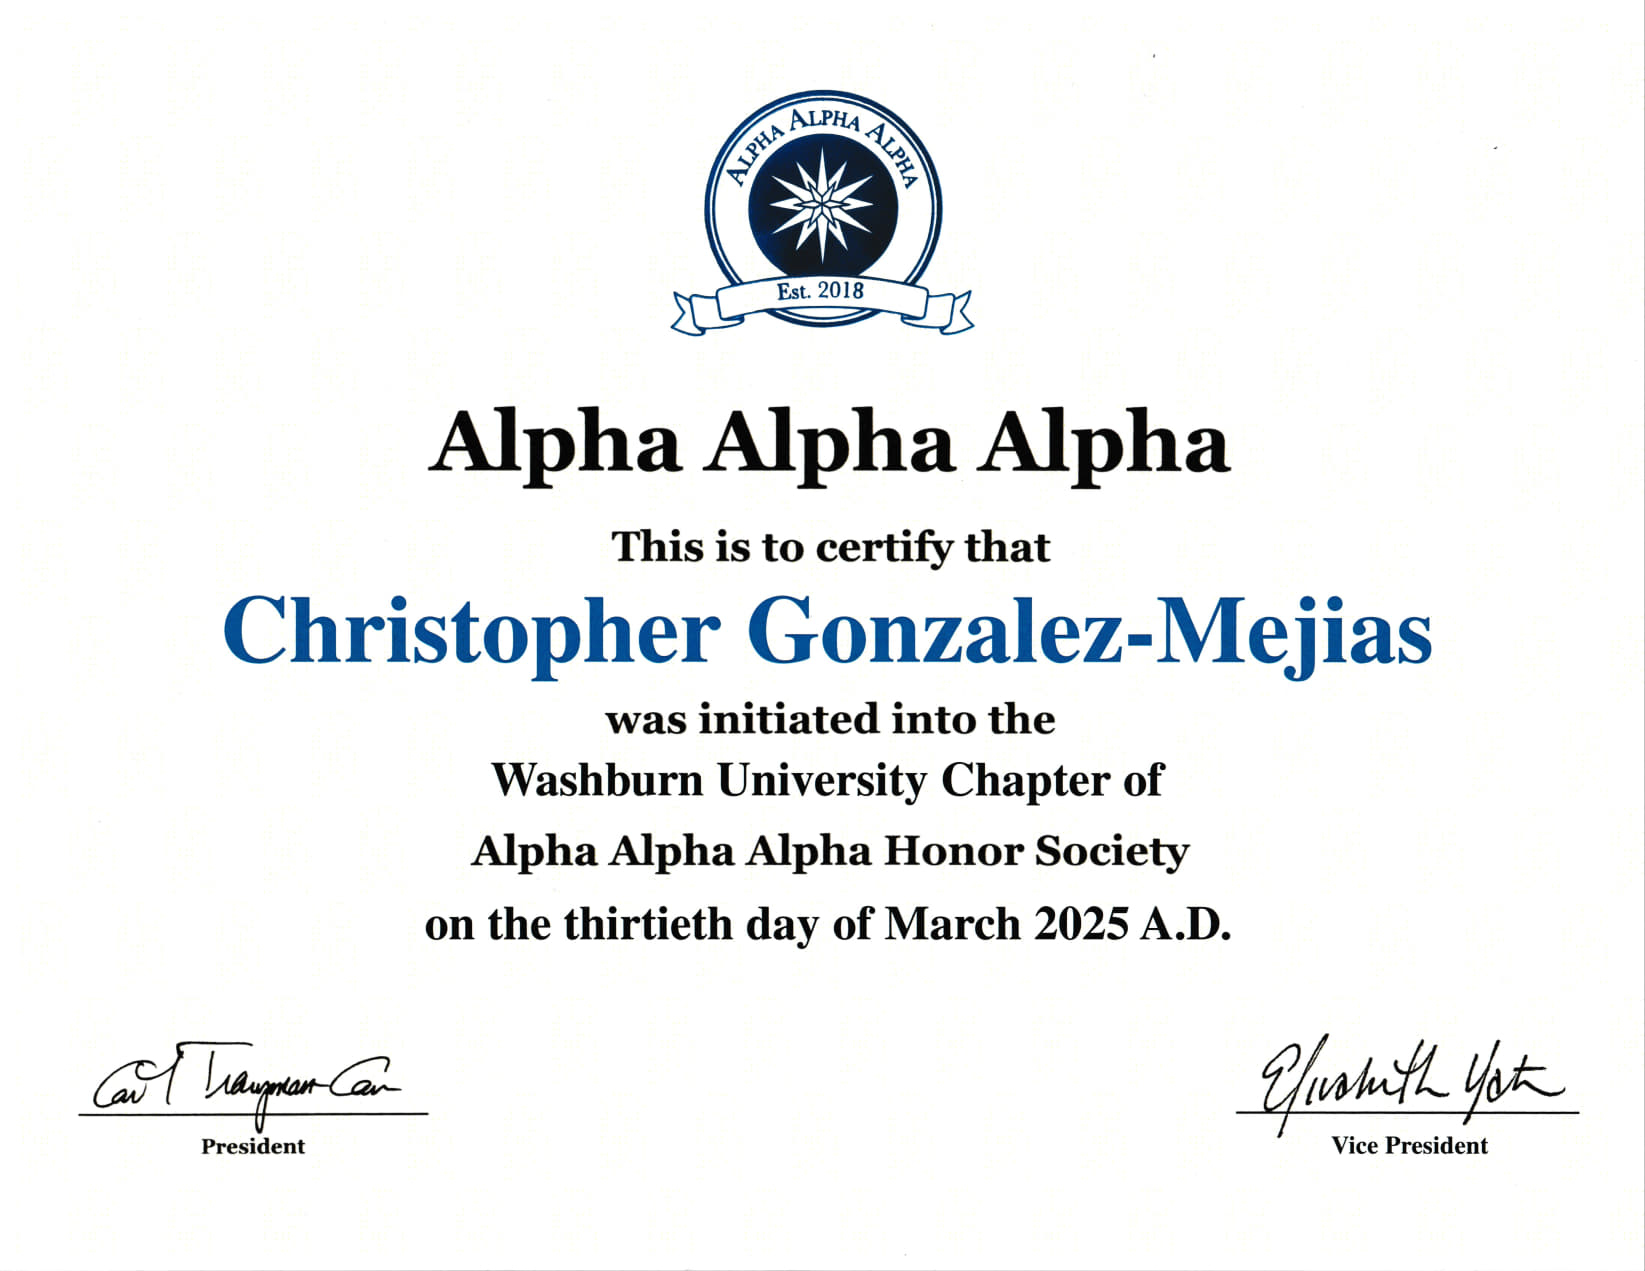 ALPHA ALPHA ALPHA
Est. 2018
Alpha Alpha Alpha
This is to certify that
Christopher Gonzalez-Mejias
was initiated into the
Washburn University Chapter of
Alpha Alpha Alpha Honor Society
on the thirtieth day of March 2025 A.D.
President
Vice President